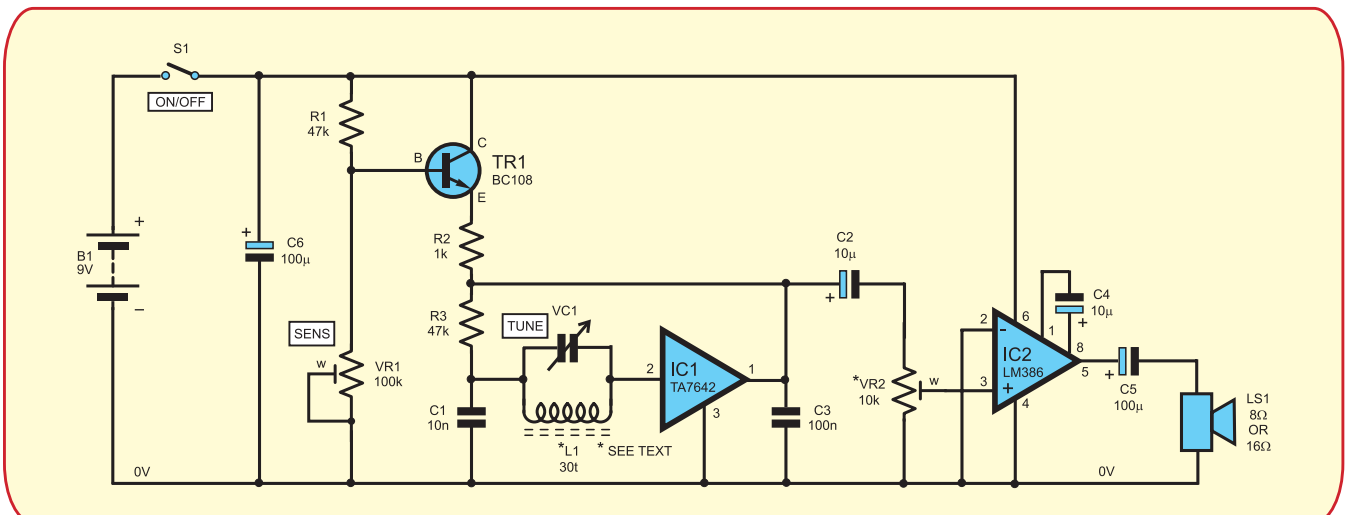 S1
ON/OFF
R1
47k
B
C
TR1
BC108
E
+
B1
9V
−
+
C6
100µ
R2
1k
C2
10µ
+
SENS
W
VR1
100k
R3
47k
TUNE
VC1
2
IC1
TA7642
1
3
C1
10n
*L1
30t
* SEE TEXT
C3
100n
*VR2
10k
W
2
-
6
1
C4
10µ
+
IC2
LM386
8
5
3
+
4
+
C5
100µ
LS1
8Ω
OR
16Ω
0V
0V